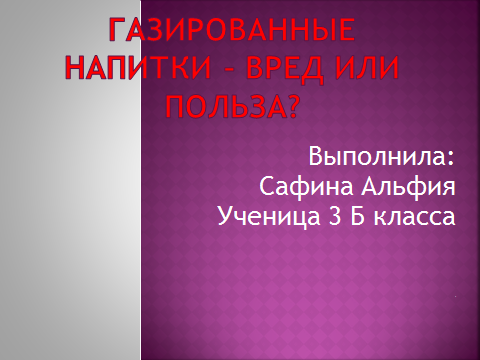 ГАЗИРОВАННЫЕ
НАПИТКИ – ВРЕД ИЛИ
ПОЛЬЗА?
Выполнила:
Сафина Альфия
Ученица 3 Б класса
.